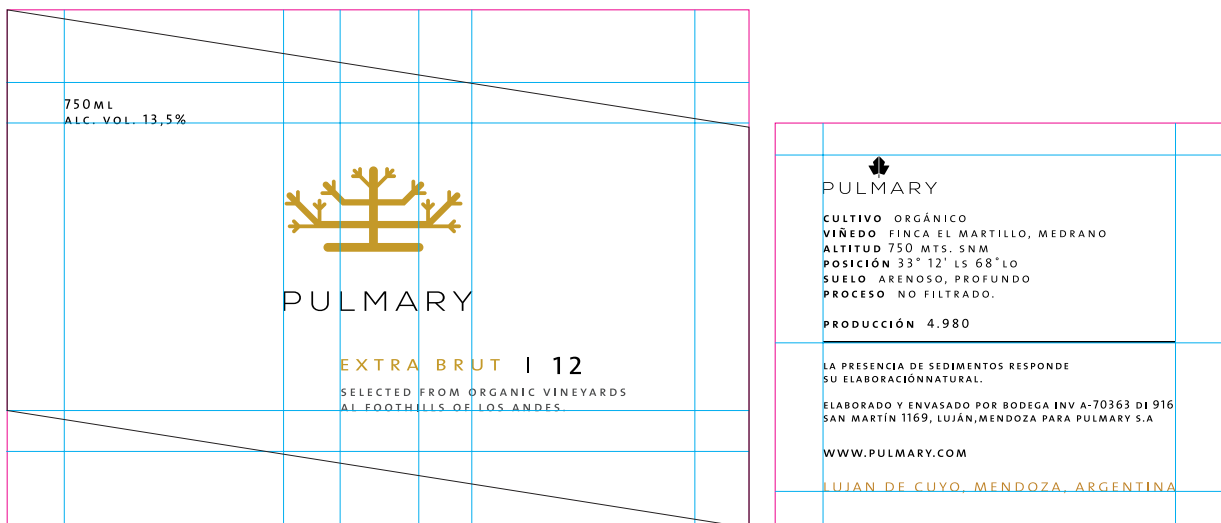 750ML
ALC. VOL. 13,5%
PULMARY
EXTRA BRUT | 12
SELECTED FROM ORGANIC VINEYARDS
AL FOOTHILLS OF LOS ANDES.
PULMARY
CULTIVO ORGÁNICO
VIÑEDO FINCA EL MARTILLO, MEDRANO
ALTITUD 750 MTS. SNM
POSICIÓN 33° 12' LS 68°LO
SUELO ARENOSO, PROFUNDO
PROCESO NO FILTRADO.
PRODUCCIÓN 4.980
LA PRESENCIA DE SEDIMENTOS RESPONDE
SU ELABORACIÓNNATURAL.
ELABORADO Y ENVASADO POR BODEGA INV A-70363 DI 916
SAN MARTÍN 1169, LUJÁN,MENDOZA PARA PULMARY S.A
WWW.PULMARY.COM
LUJAN DE CUYO, MENDOZA, ARGENTINA